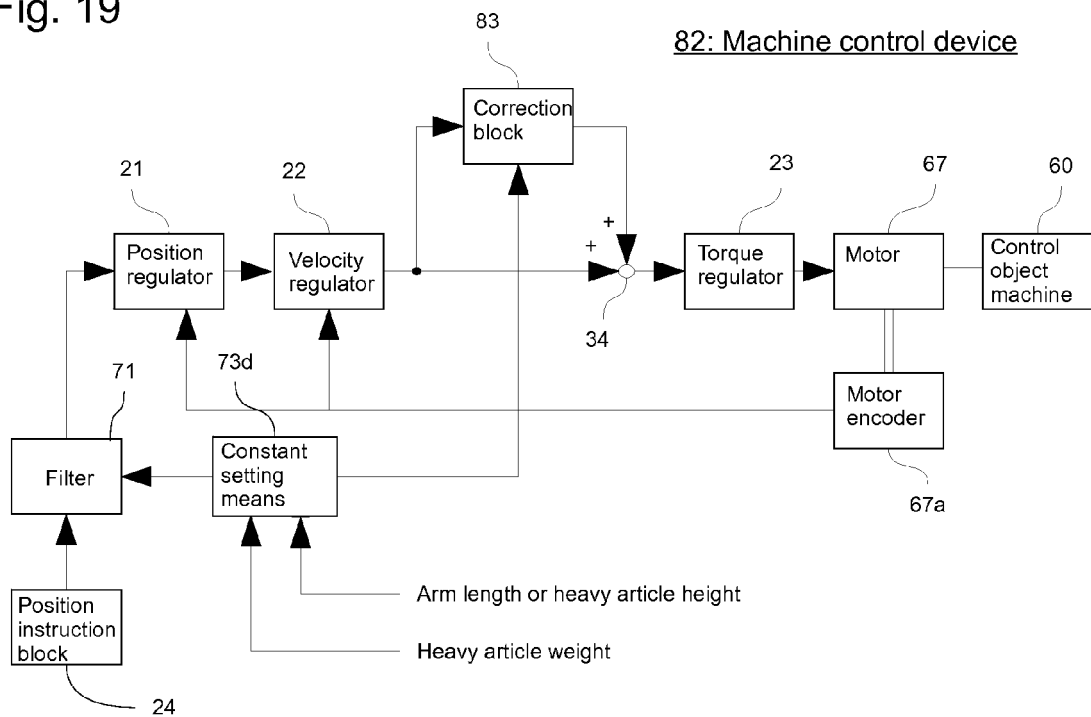 Fig. 19
82: Machine control device
83
Correction
block
21
22
23
67
60
Position
regulator
Velocity
regulator
+
+
34
Torque
regulator
Motor
Control
object
machine
71
73d
Filter
Constant
setting
means
Motor
encoder
67a
Position
instruction
block
24
Arm length or heavy article height
Heavy article weight